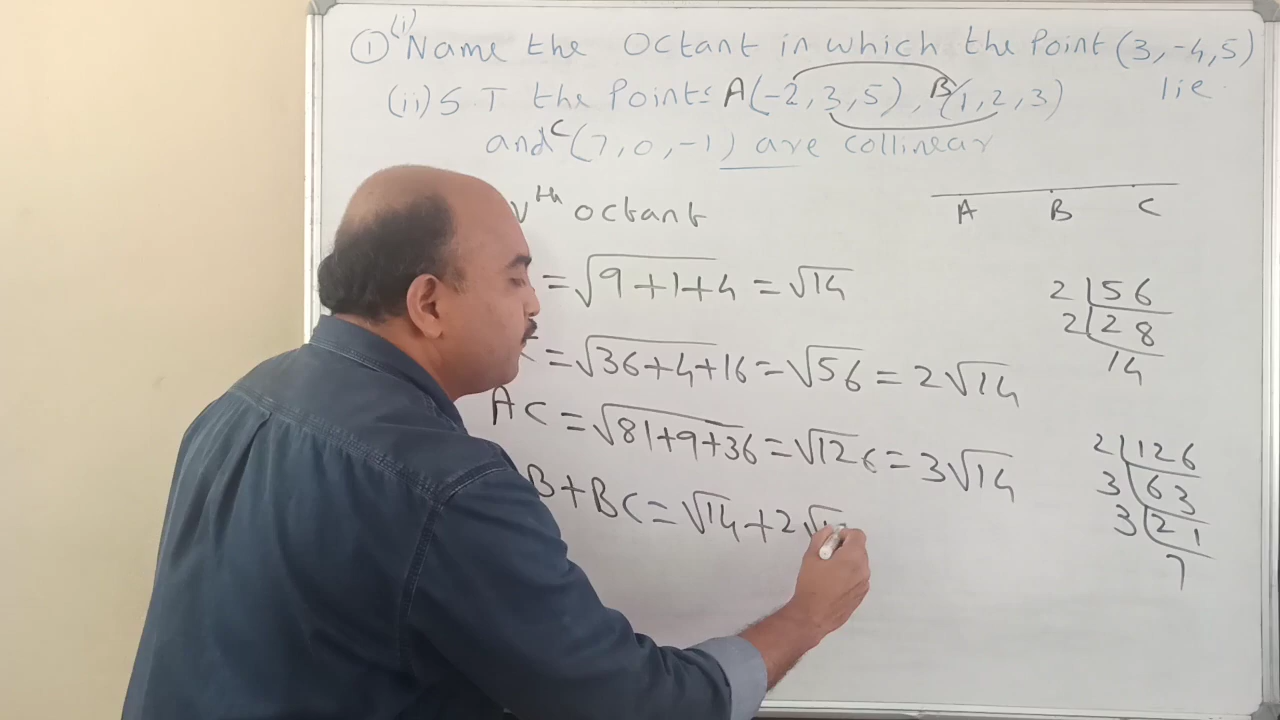 ① (i) Name the Octant in which the Point (3, -4, 5)
lie.
(ii) S.T the Points A(-2, 3, 5), B(1, 2, 3)
and C(7, 0, -1) are collinear
th octant
A B C
= √9+1+4 = √14
= √36+4+16 = √56 = 2√14
AC = √81+9+36 = √126 = 3√14
B+BC = √14+2√
2 56
2 28
14
2 126
3 63
3 21
7